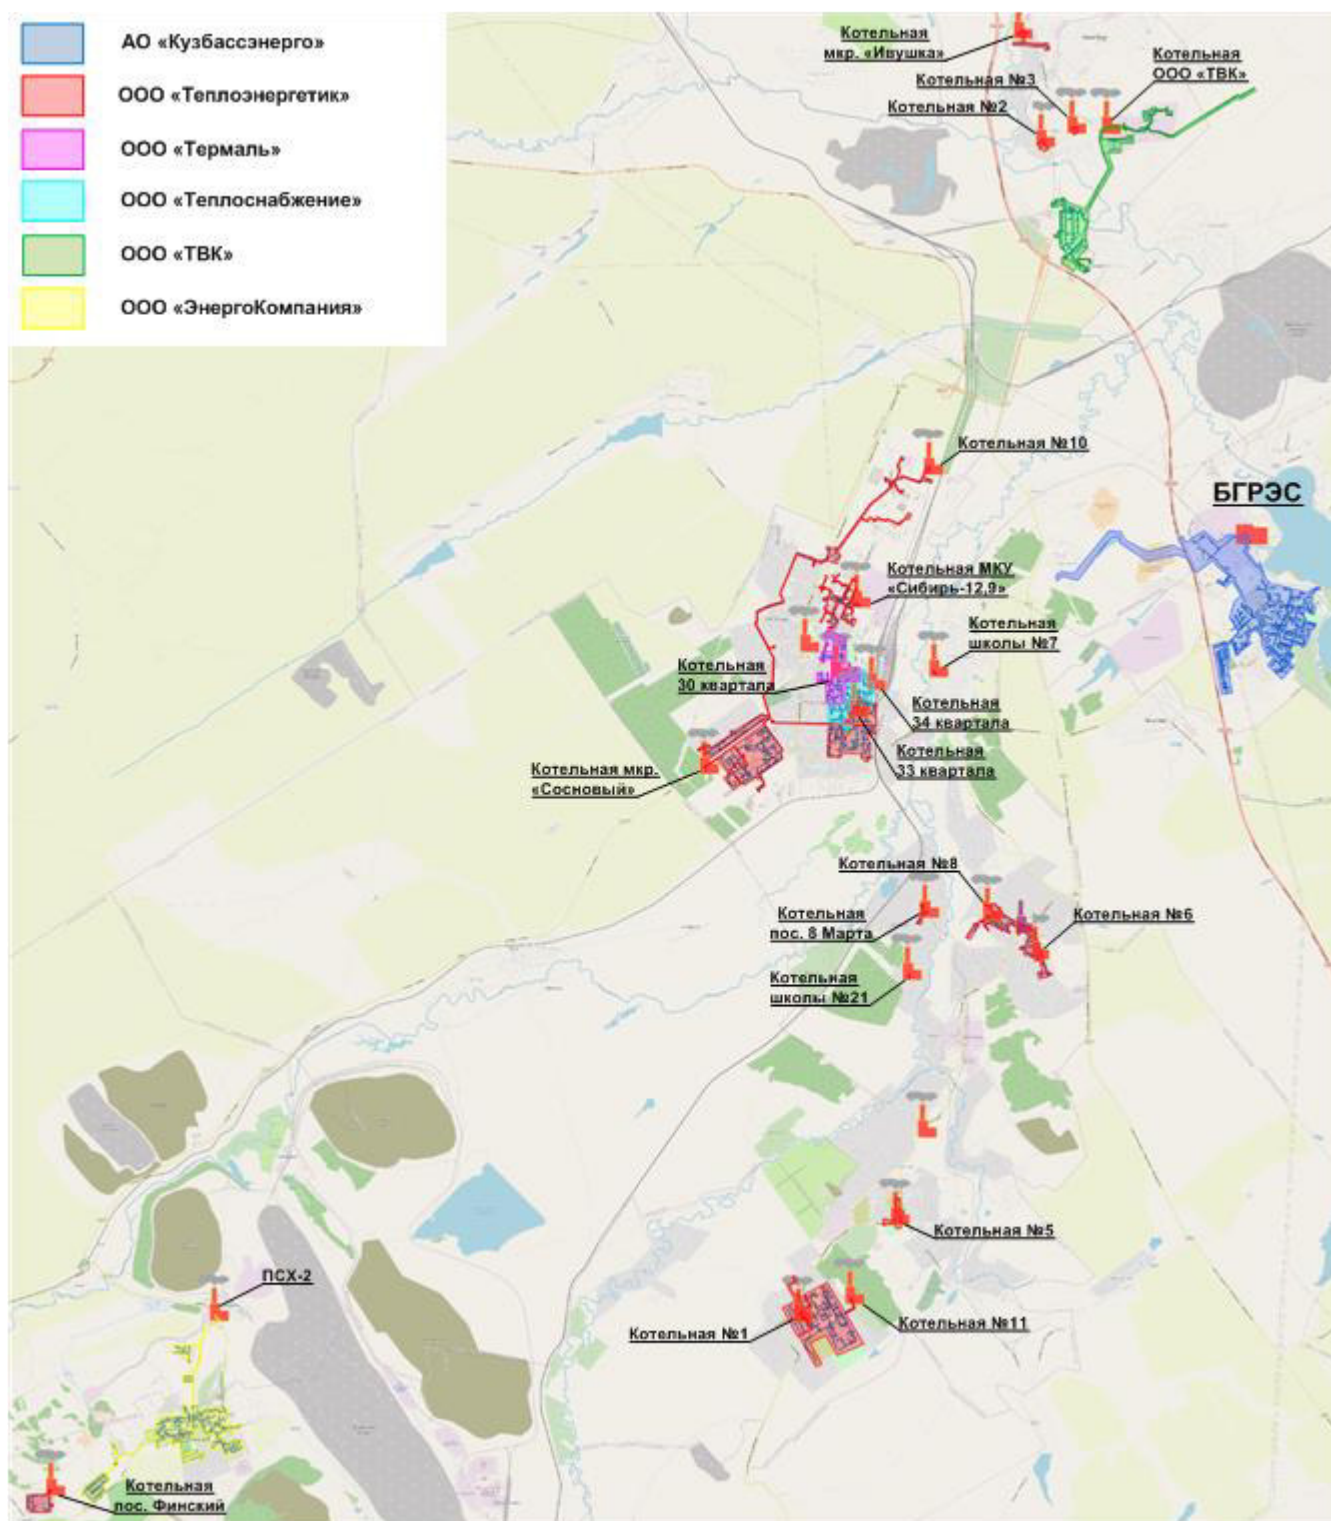 АО «Кузбассэнерго»
ООО «Теплоэнергетик»
ООО «Термаль»
ООО «Теплоснабжение»
ООО «ТВК»
ООО «ЭнергоКомпания»
Котельная
мкр. «Ивушка»
Котельная
ООО «ТВК»
Котельная №3
Котельная №2
Котельная №10
БГРЭС
Котельная МКУ
«Сибирь-12,9»
Котельная
школы №7
Котельная
30 квартала
Котельная
34 квартала
Котельная
33 квартала
Котельная мкр.
«Сосновый»
Котельная №8
Котельная
пос. 8 Марта
Котельная №6
Котельная
школы №21
Котельная №5
ПСХ-2
Котельная №11
Котельная №1
Котельная
пос. Финский